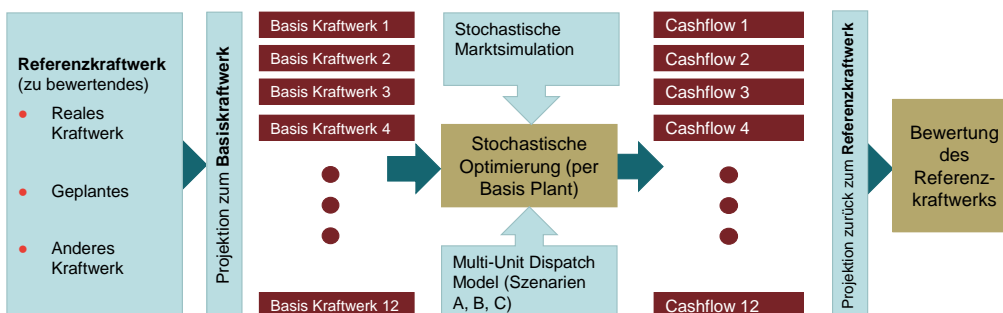 Referenzkraftwerk
(zu bewertendes)
Reales
Kraftwerk
Geplantes
Anderes
Kraftwerk
Projektion zum Basiskraftwerk
Basis Kraftwerk 1
Basis Kraftwerk 2
Basis Kraftwerk 3
Basis Kraftwerk 4
Basis Kraftwerk 12
Stochastische
Marktsimulation
Stochastische
Optimierung (per
Basis Plant)
Multi-Unit Dispatch
Model (Szenarien
A, B, C)
Cashflow 1
Cashflow 2
Cashflow 3
Cashflow 4
Cashflow 12
Projektion zurück zum Referenzkraftwerk
Bewertung
des
Referenz-
kraftwerks